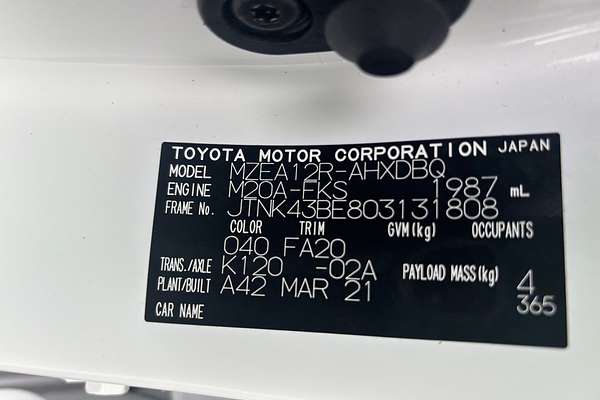 TOYOTA MOTOR CORPORATION JAPAN
MODEL MZEA12R-AHXDBQ
ENGINE M20A-FKS 1987 mL
FRAME No. JTNK43BE803131808
COLOR TRIM GVM(kg) OCCUPANTS
040 FA20
TRANS./AXLE K120 -02A PAYLOAD MASS(kg) 4
PLANT/BUILT A42 MAR 21 365
CAR NAME